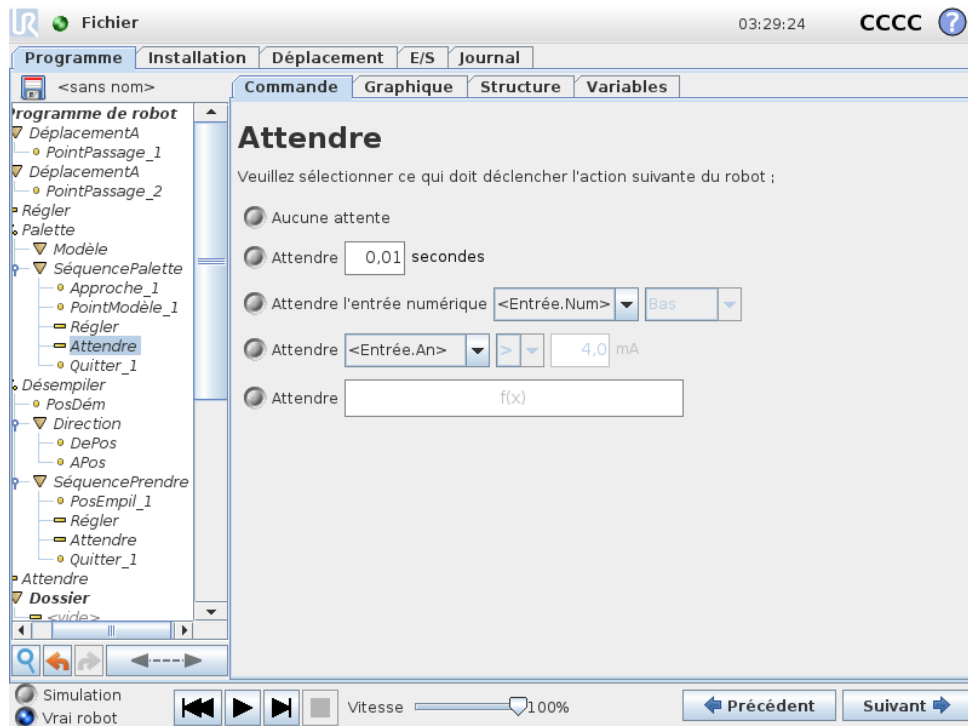 UR Fichier 03:29:24 CCCC ?
Programme Installation Déplacement E/S Journal
<sans nom> Commande Graphique Structure Variables
Programme de robot
DéplacementA
PointPassage_1
DéplacementA
PointPassage_2
Régler
Palette
Modèle
SéquencePalette
Approche_1
PointModèle_1
Régler
Attendre
Quitter_1
Désempiler
PosDém
Direction
DePos
APos
SéquencePrendre
PosEmpil_1
Régler
Attendre
Quitter_1
Attendre
Dossier
<vide>
Attendre
Veuillez sélectionner ce qui doit déclencher l'action suivante du robot ;
Aucune attente
Attendre 0,01 secondes
Attendre l'entrée numérique <Entrée.Num> Bas
Attendre <Entrée.An> > 4,0 mA
Attendre f(x)
Simulation
Vrai robot
Vitesse 100%
Précédent Suivant